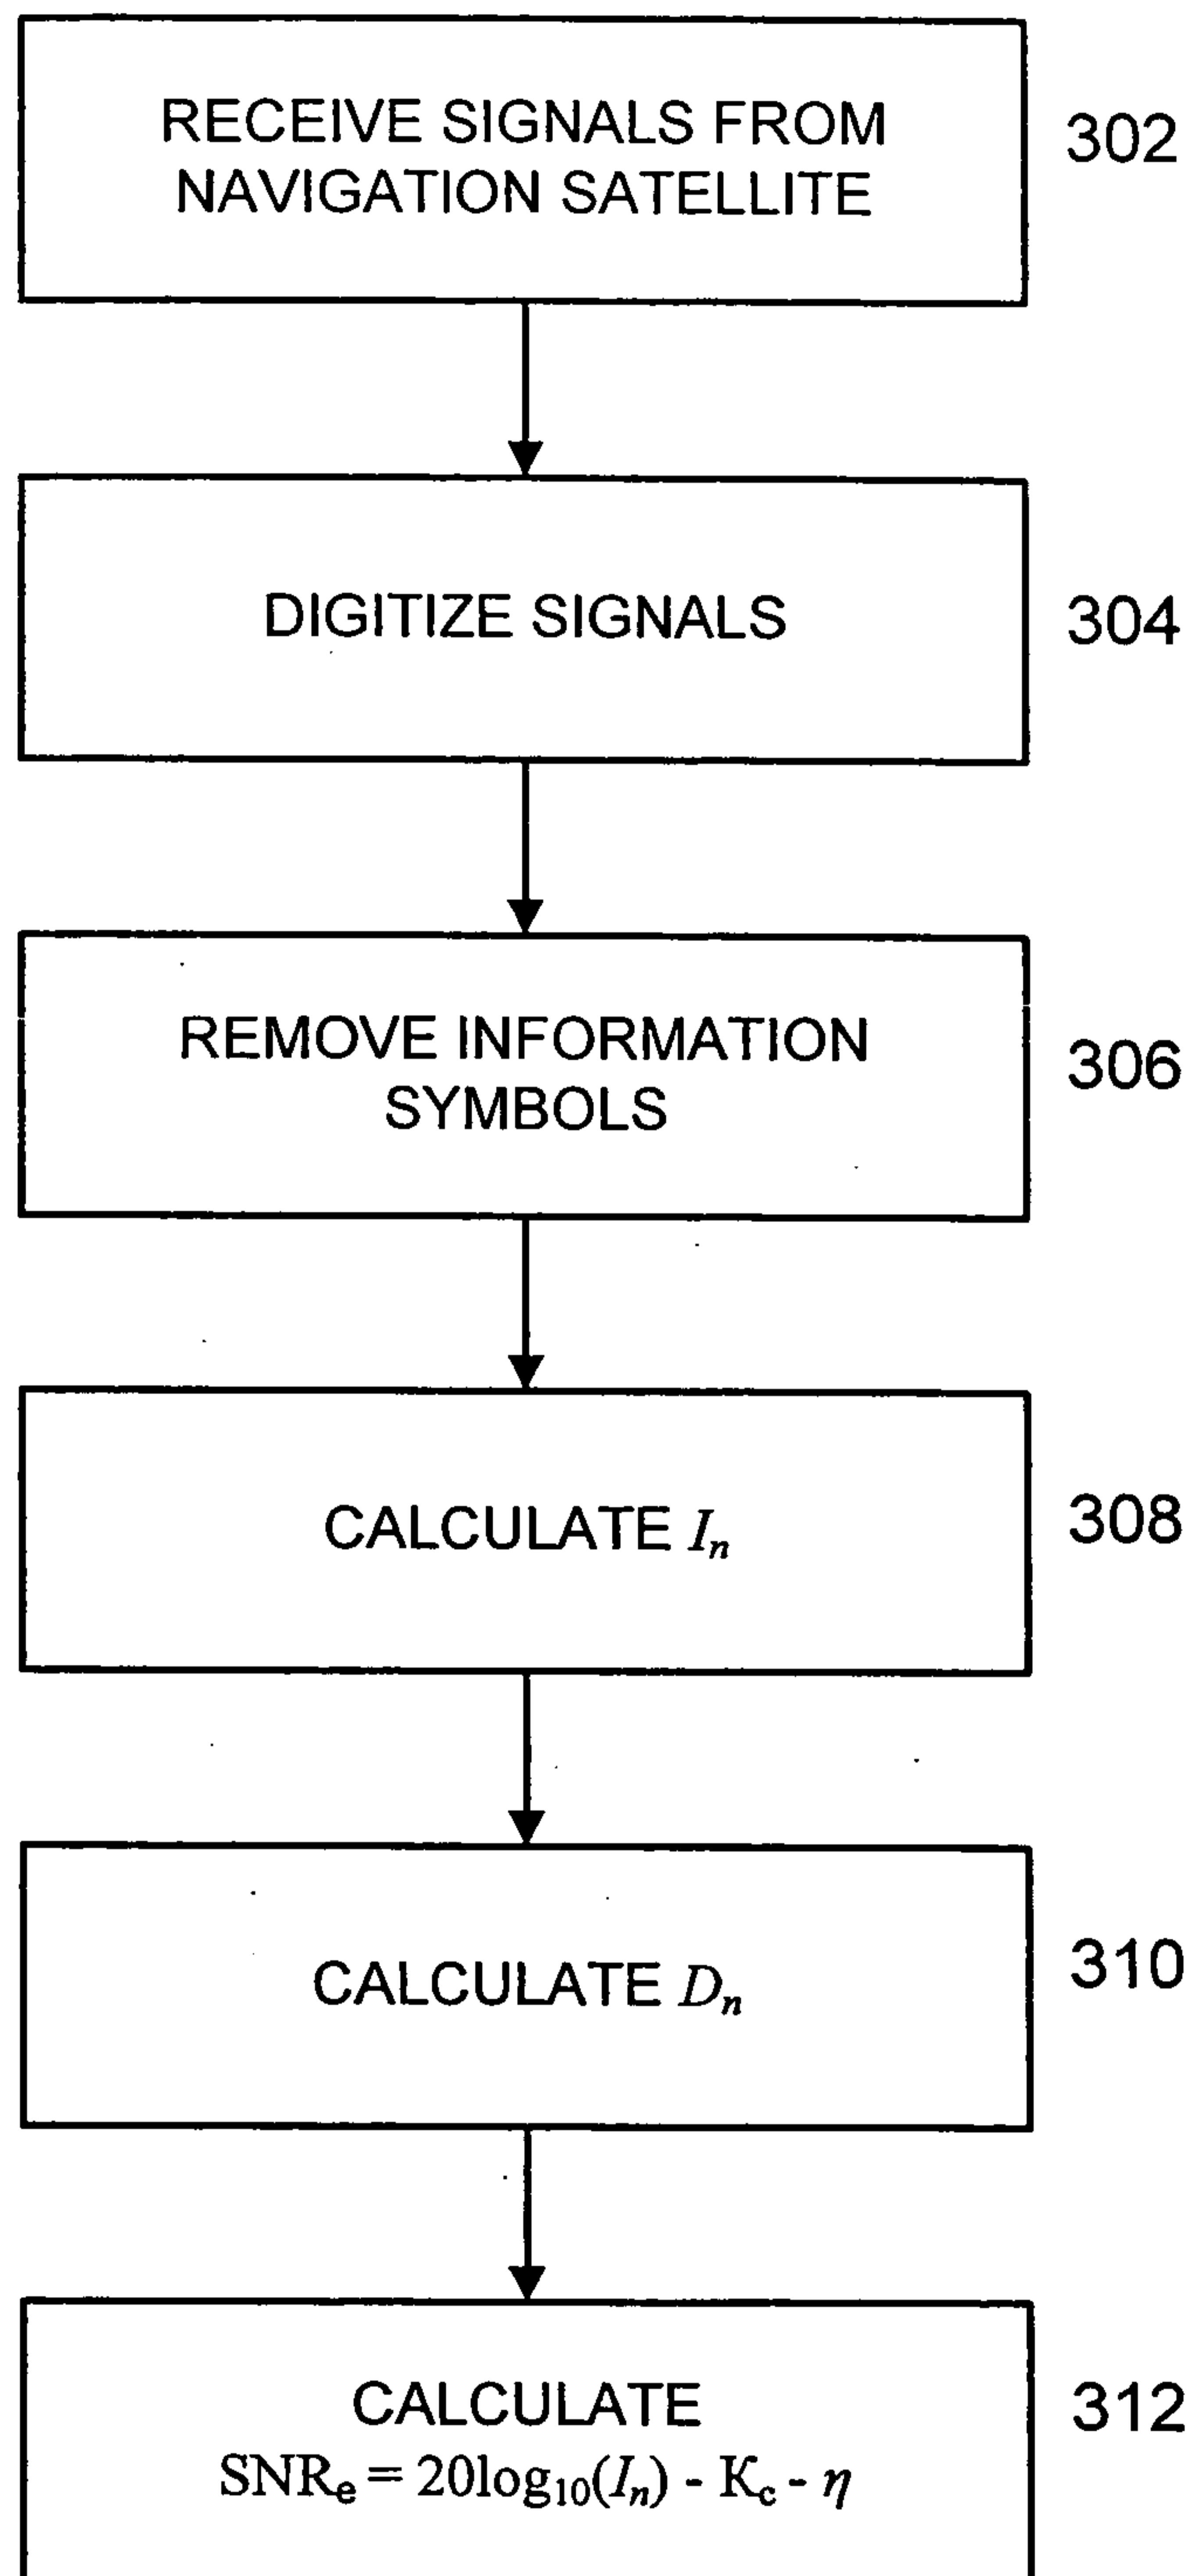 RECEIVE SIGNALS FROM
NAVIGATION SATELLITE
302
DIGITIZE SIGNALS
304
REMOVE INFORMATION
SYMBOLS
306
CALCULATE Iₙ
308
CALCULATE Dₙ
310
CALCULATE
SNRₑ = 20log₁₀(Iₙ) - K꜀ - η
312